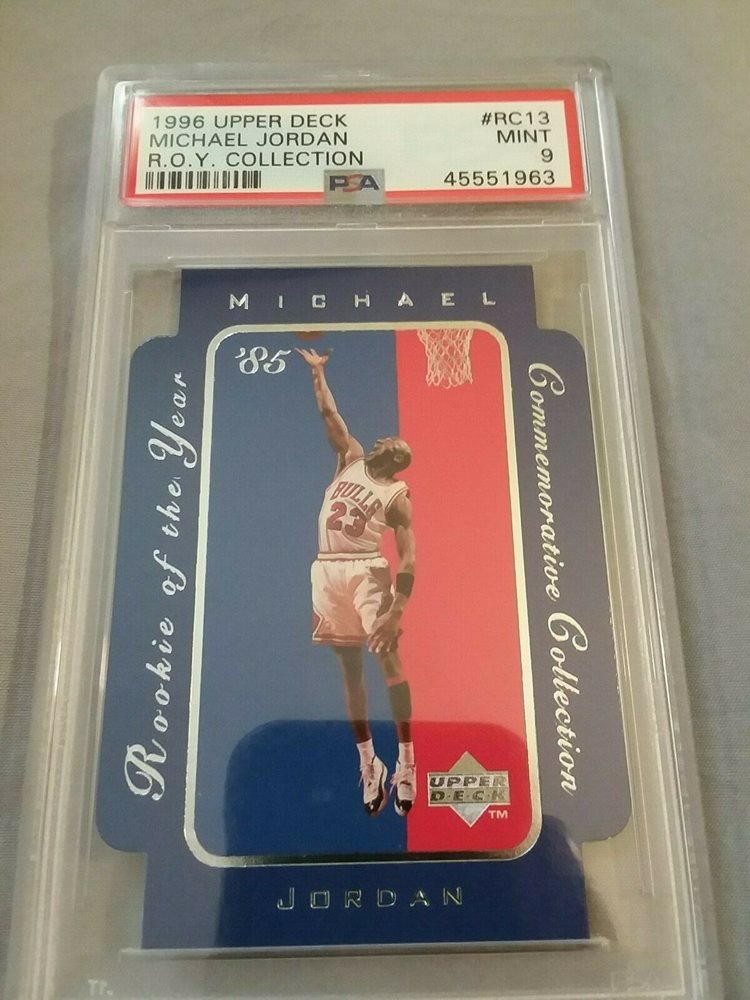 1996 UPPER DECK #RC13
MICHAEL JORDAN MINT
R.O.Y. COLLECTION 9
PSA 45551963
MICHAEL
'85
Rookie of the Year
Commemorative Collection
BULLS
23
UPPER
D·E·C·K
TM
JORDAN